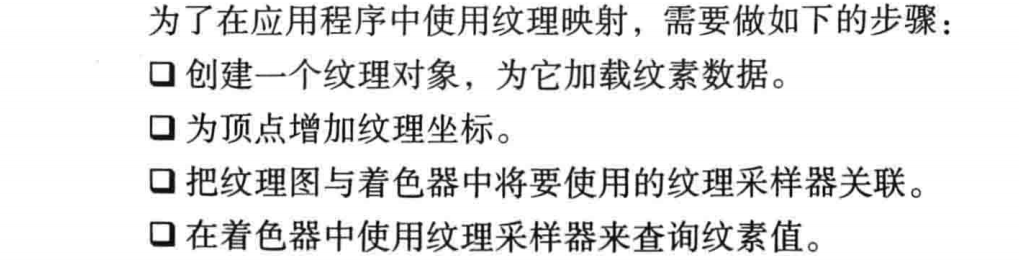 为了在应用程序中使用纹理映射，需要做如下的步骤：
❑ 创建一个纹理对象，为它加载纹素数据。
❑ 为顶点增加纹理坐标。
❑ 把纹理图与着色器中将要使用的纹理采样器关联。
❑ 在着色器中使用纹理采样器来查询纹素值。